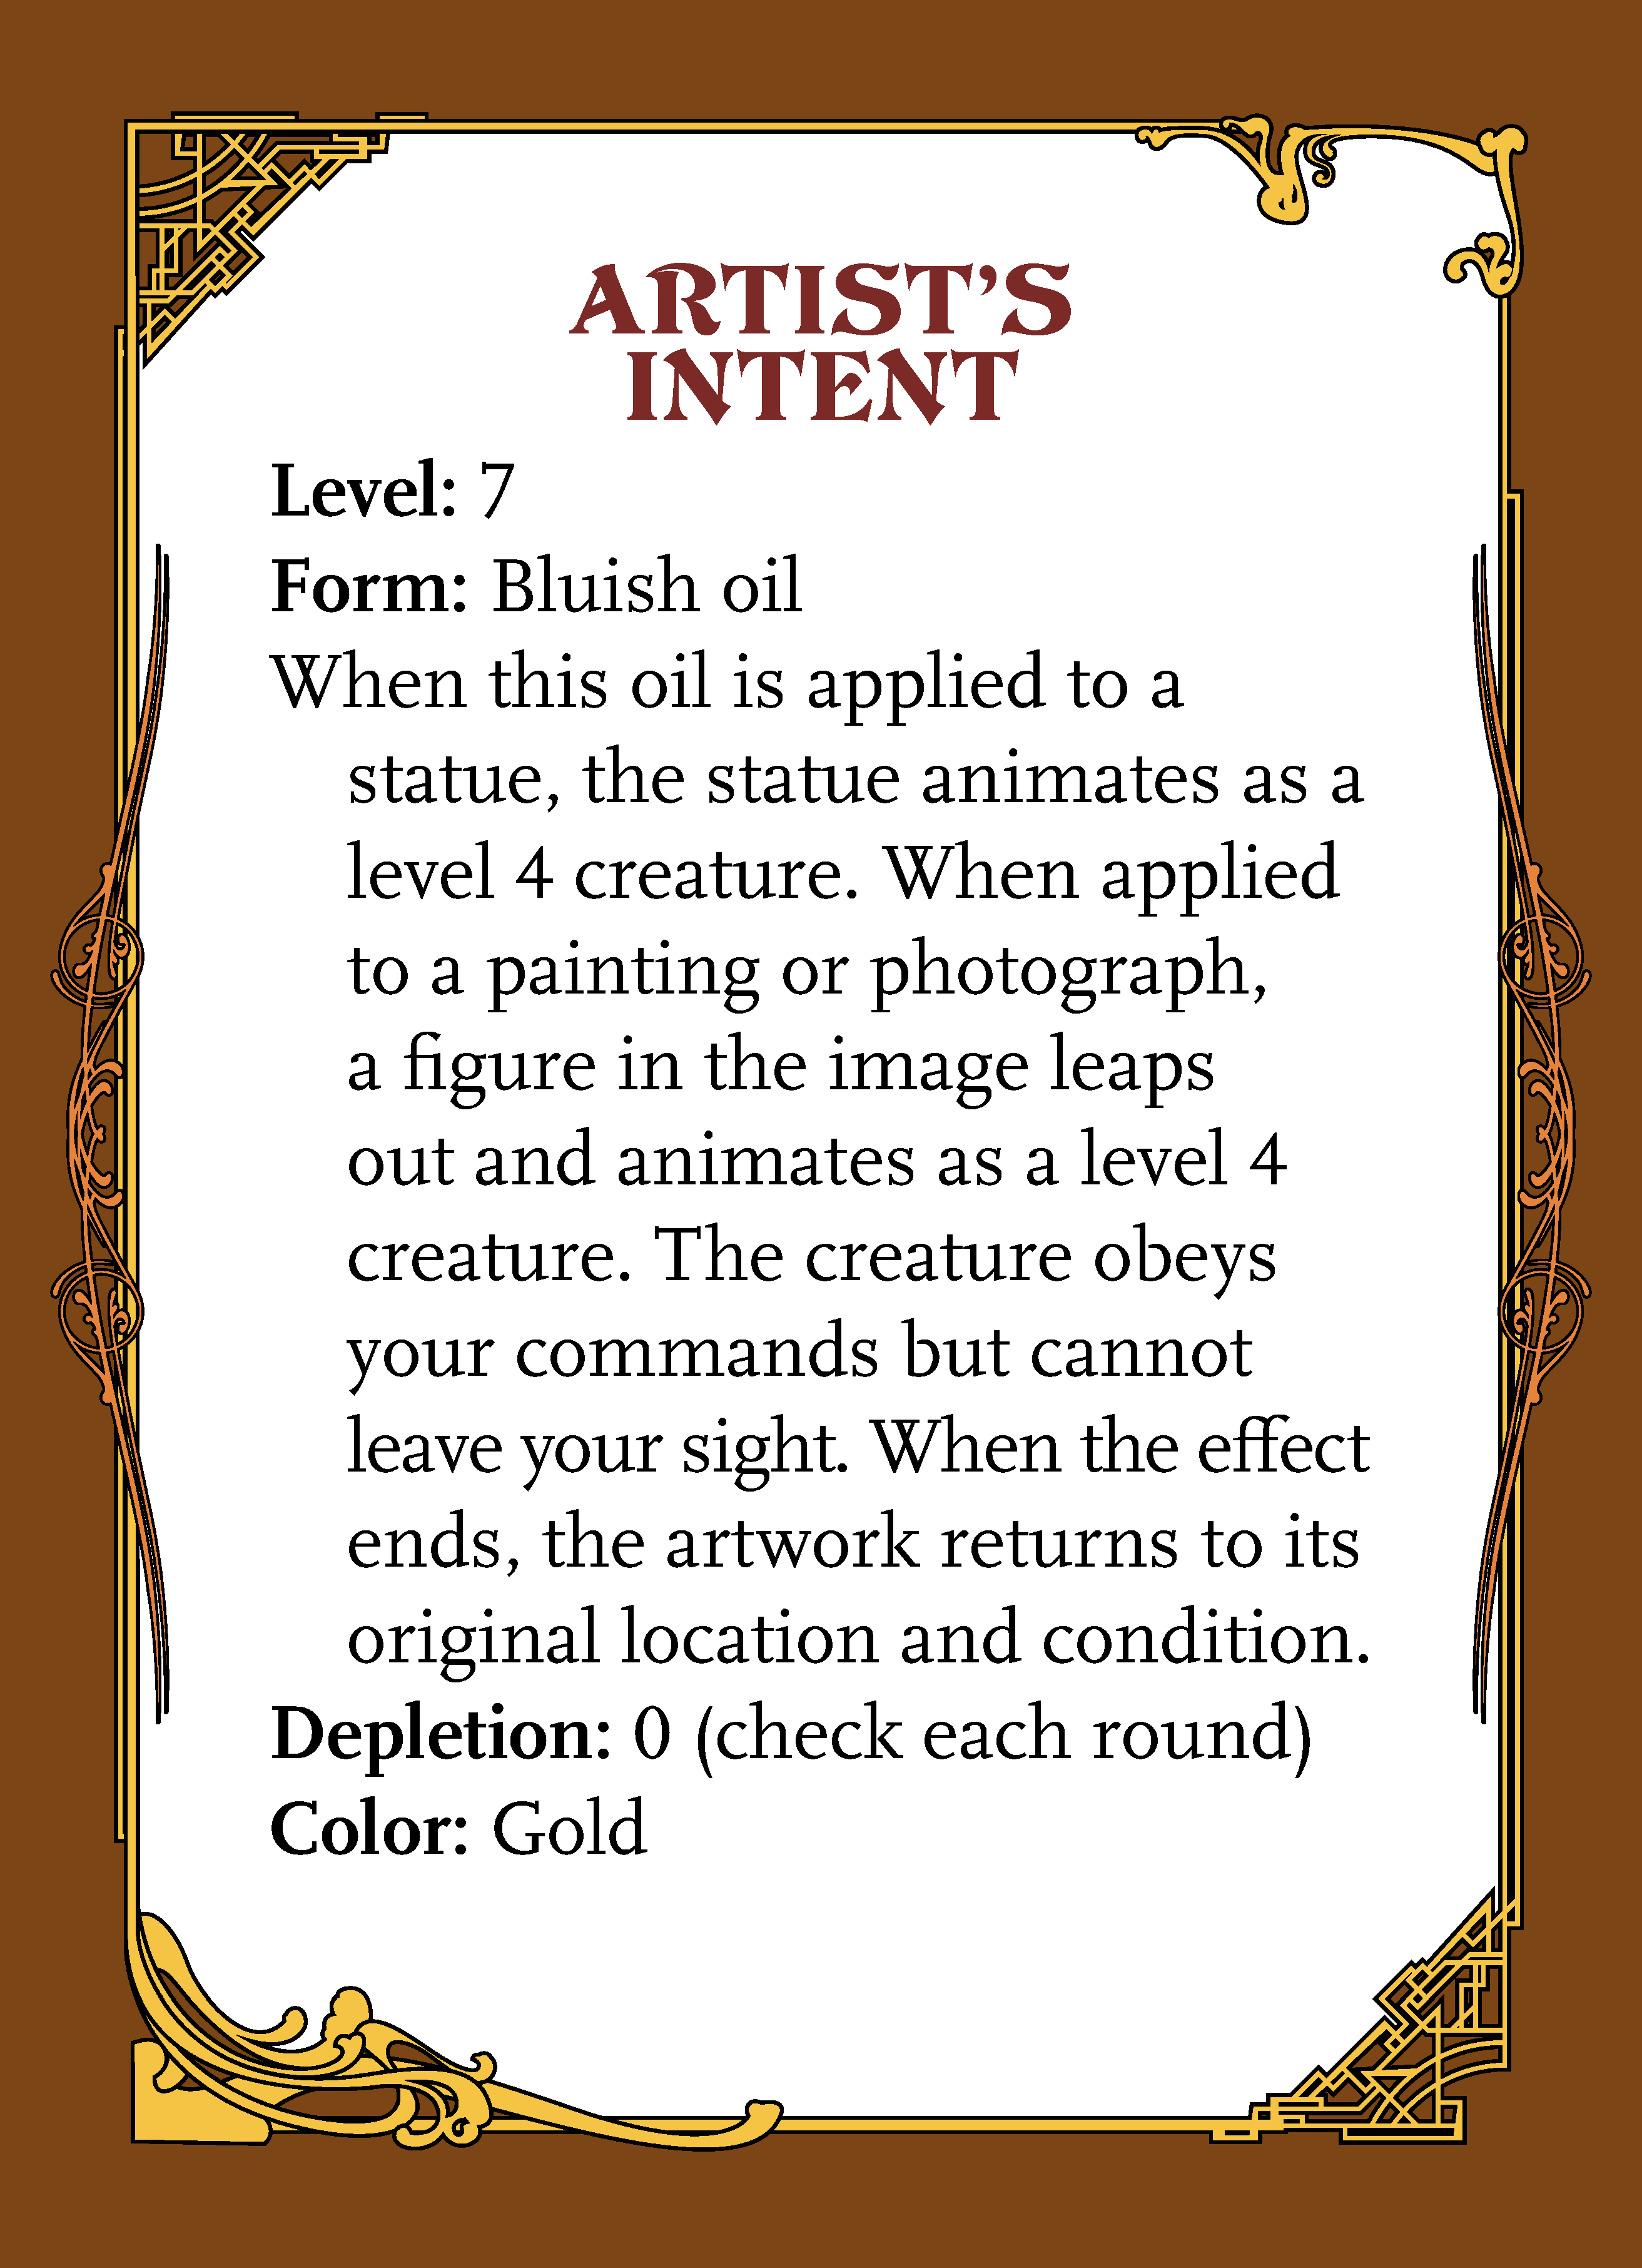 ARTIST’S
INTENT
Level: 7
Form: Bluish oil
When this oil is applied to a
statue, the statue animates as a
level 4 creature. When applied
to a painting or photograph,
a figure in the image leaps
out and animates as a level 4
creature. The creature obeys
your commands but cannot
leave your sight. When the effect
ends, the artwork returns to its
original location and condition.
Depletion: 0 (check each round)
Color: Gold